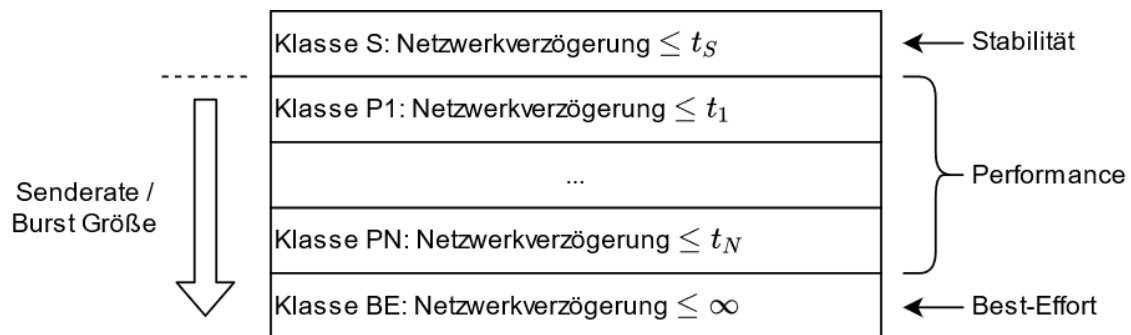 Klasse S: Netzwerkverzögerung ≤ t_S
Stabilität
Klasse P1: Netzwerkverzögerung ≤ t_1
...
Senderate /
Burst Größe
Performance
Klasse PN: Netzwerkverzögerung ≤ t_N
Klasse BE: Netzwerkverzögerung ≤ ∞
Best-Effort